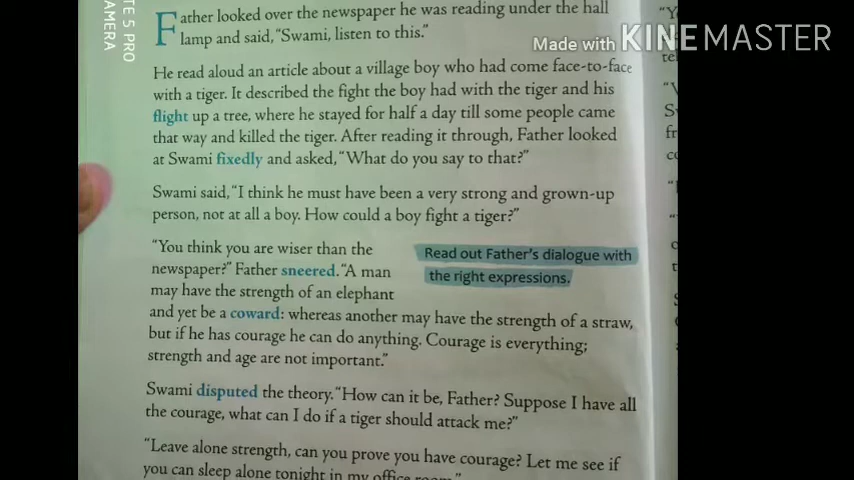 TE 5 PRO
AMERA
Made with KINEMASTER
Father looked over the newspaper he was reading under the hall
lamp and said, “Swami, listen to this.”
He read aloud an article about a village boy who had come face-to-face
with a tiger. It described the fight the boy had with the tiger and his
flight up a tree, where he stayed for half a day till some people came
that way and killed the tiger. After reading it through, Father looked
at Swami fixedly and asked, “What do you say to that?”
Swami said, “I think he must have been a very strong and grown-up
person, not at all a boy. How could a boy fight a tiger?”
“You think you are wiser than the
newspaper?” Father sneered. “A man
may have the strength of an elephant
and yet be a coward: whereas another may have the strength of a straw,
but if he has courage he can do anything. Courage is everything;
strength and age are not important.”
Read out Father’s dialogue with
the right expressions.
Swami disputed the theory. “How can it be, Father? Suppose I have all
the courage, what can I do if a tiger should attack me?”
“Leave alone strength, can you prove you have courage? Let me see if
you can sleep alone tonight in my office room.”